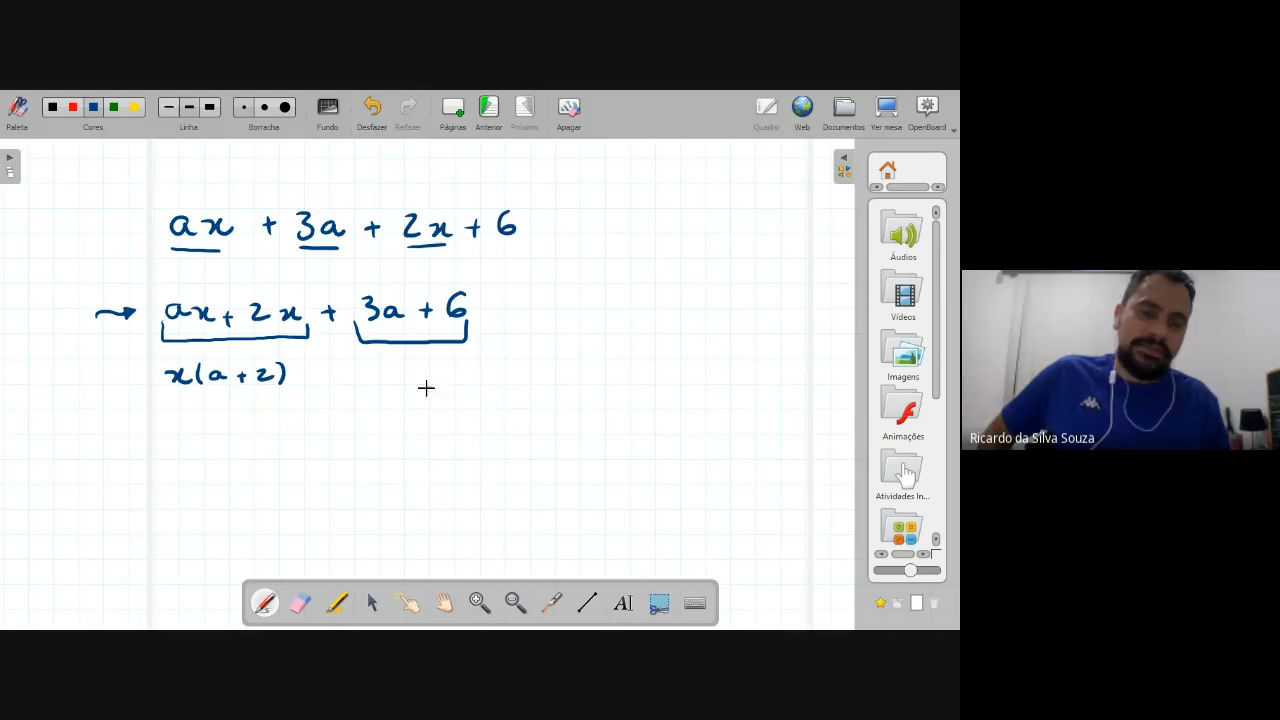 Paleta Cores Linha Borracha Fundo Desfazer Refazer Páginas Anterior Próximo Apagar Quadro Web Documentos Ver mesa OpenBoard
ax + 3a + 2x + 6
→ ax + 2x + 3a + 6
x(a + 2)
Áudios
Vídeos
Imagens
Animações
Atividades In...
AI
Ricardo da Silva Souza